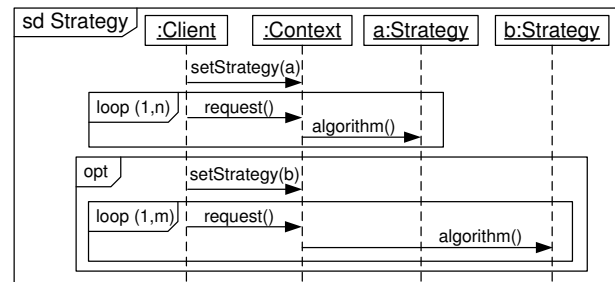 sd Strategy
:Client :Context a:Strategy b:Strategy
setStrategy(a)
loop (1,n) request()
algorithm()
opt
setStrategy(b)
loop (1,m) request()
algorithm()